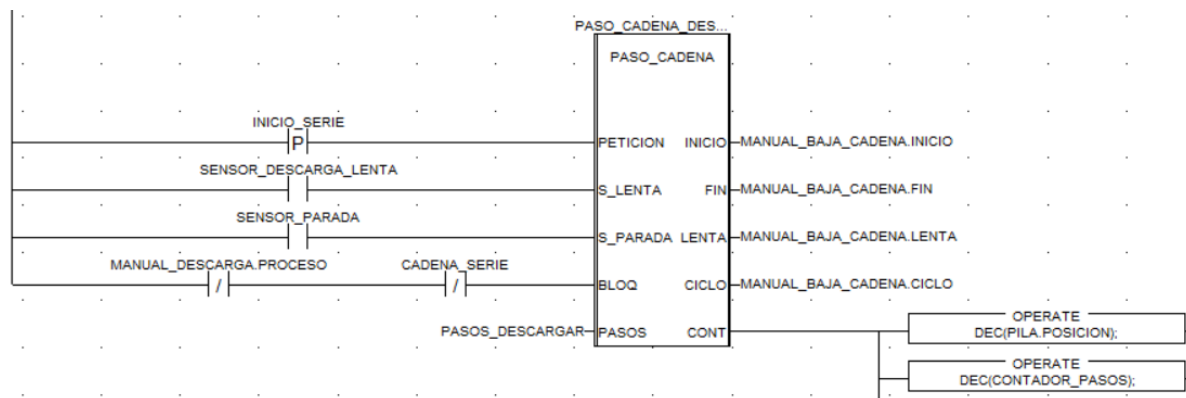 PASO_CADENA_DES...
PASO_CADENA
INICIO_SERIE
P
PETICION INICIO MANUAL_BAJA_CADENA.INICIO
SENSOR_DESCARGA_LENTA
S_LENTA FIN MANUAL_BAJA_CADENA.FIN
SENSOR_PARADA
S_PARADA LENTA MANUAL_BAJA_CADENA.LENTA
MANUAL_DESCARGA.PROCESO CADENA_SERIE
/ /
BLOQ CICLO MANUAL_BAJA_CADENA.CICLO
PASOS_DESCARGAR PASOS CONT
OPERATE
DEC(PILA.POSICION);
OPERATE
DEC(CONTADOR_PASOS);